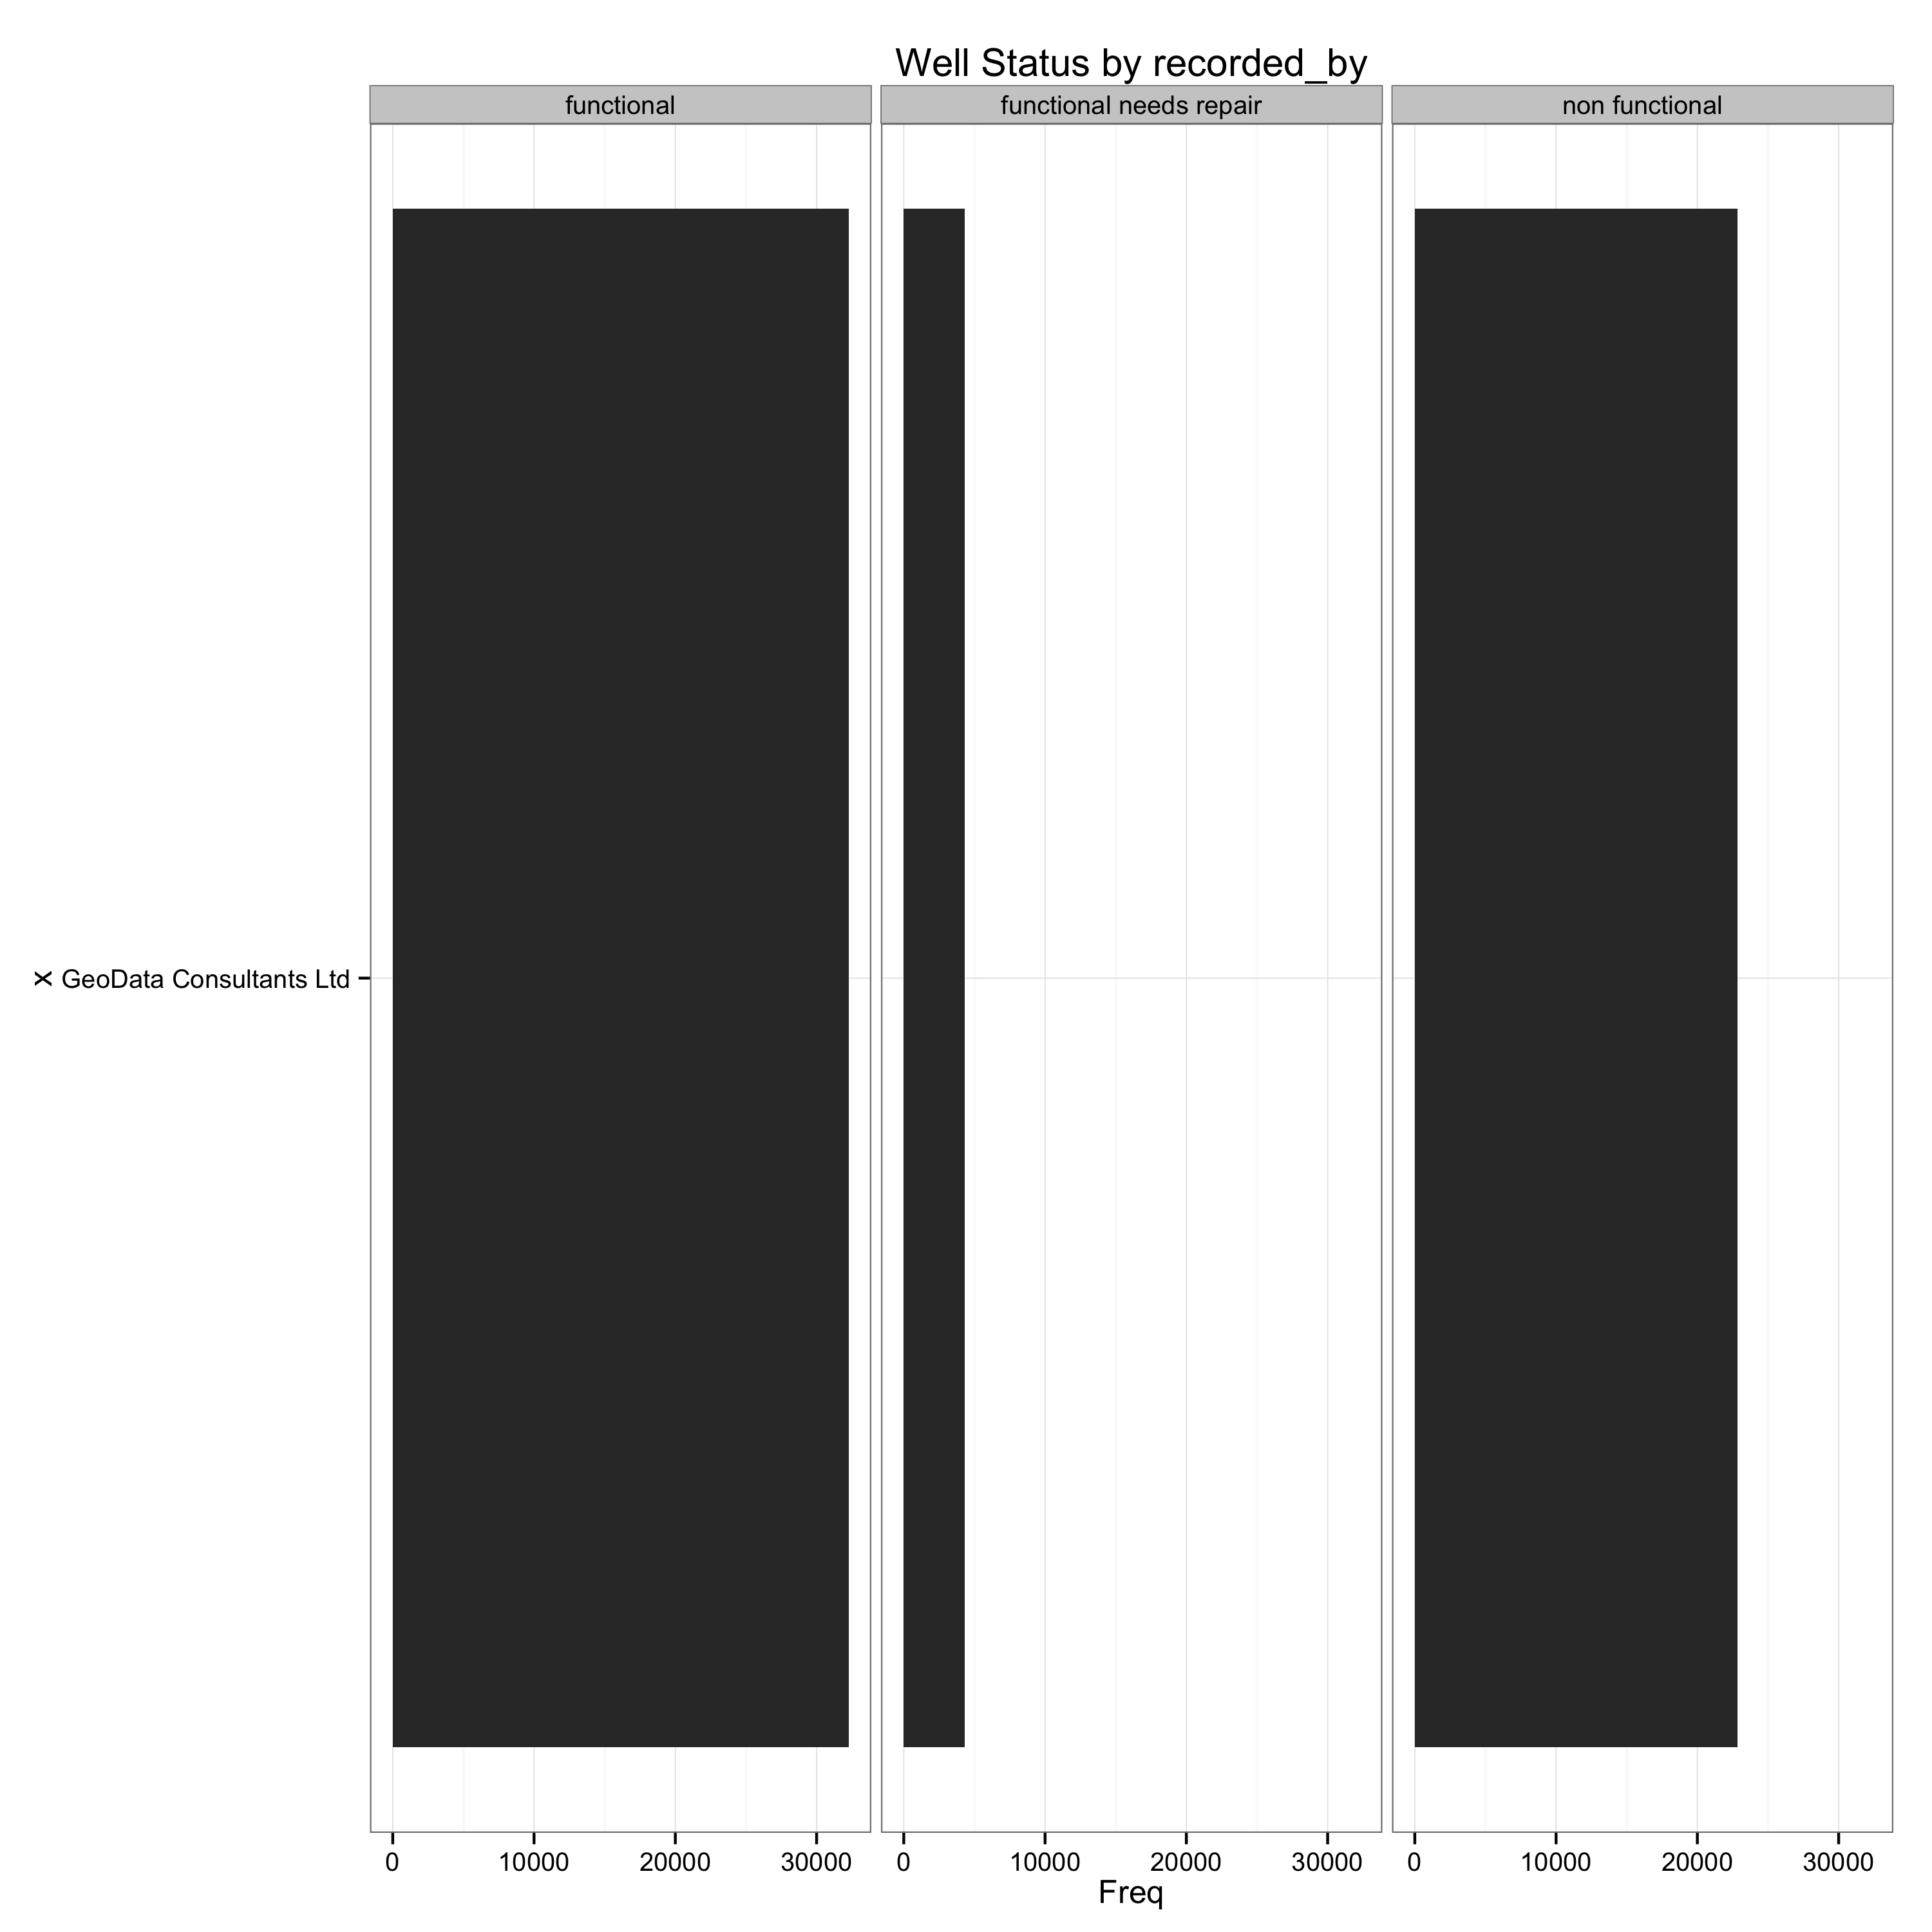 Well Status by recorded_by
functional
functional needs repair
non functional
x
GeoData Consultants Ltd
0 10000 20000 30000
0 10000 20000 30000
0 10000 20000 30000
Freq